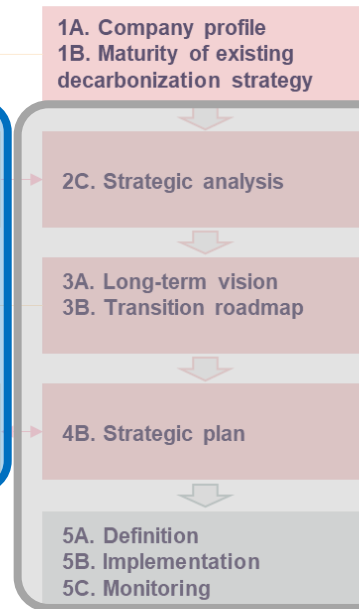 1A. Company profile
1B. Maturity of existing
decarbonization strategy
2C. Strategic analysis
3A. Long-term vision
3B. Transition roadmap
4B. Strategic plan
5A. Definition
5B. Implementation
5C. Monitoring